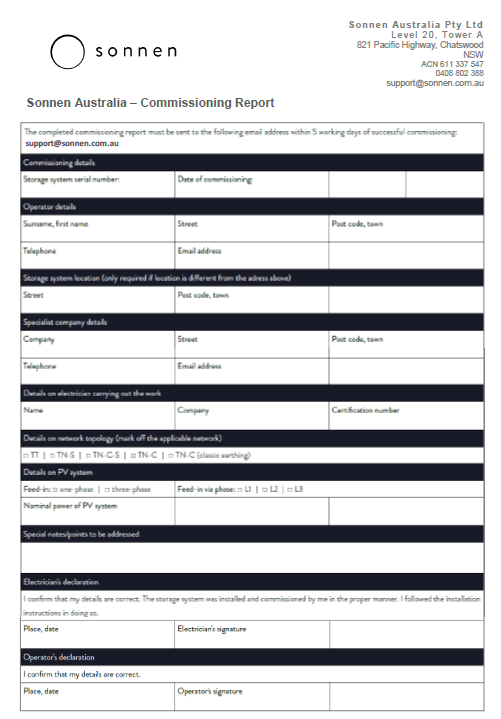 sonnen
Sonnen Australia Pty Ltd
Level 20, Tower A
821 Pacific Highway, Chatswood
NSW
ACN 611 337 547
0408 802 388
support@sonnen.com.au
Sonnen Australia – Commissioning Report
The completed commissioning report must be sent to the following email address within 5 working days of successful commissioning:
support@sonnen.com.au
Commissioning details
Storage system serial number: Date of commissioning:
Operator details
Surname, first name Street Post code, town
Telephone Email address
Storage system location (only required if location is different from the adress above)
Street Post code, town
Specialist company details
Company Street Post code, town
Telephone Email address
Details on electrician carrying out the work
Name Company Certification number
Details on network topology (mark off the applicable network)
□ TT | □ TN-S | □ TN-C-S | □ TN-C | □ TN-C (classic earthing)
Details on PV system
Feed-in: □ one-phase | □ three-phase Feed-in via phase: □ L1 | □ L2 | □ L3
Nominal power of PV system
Special notes/points to be addressed
Electrician's declaration
I confirm that my details are correct. The storage system was installed and commissioned by me in the proper manner. I followed the installation
instructions in doing so.
Place, date Electrician's signature
Operator's declaration
I confirm that my details are correct.
Place, date Operator's signature